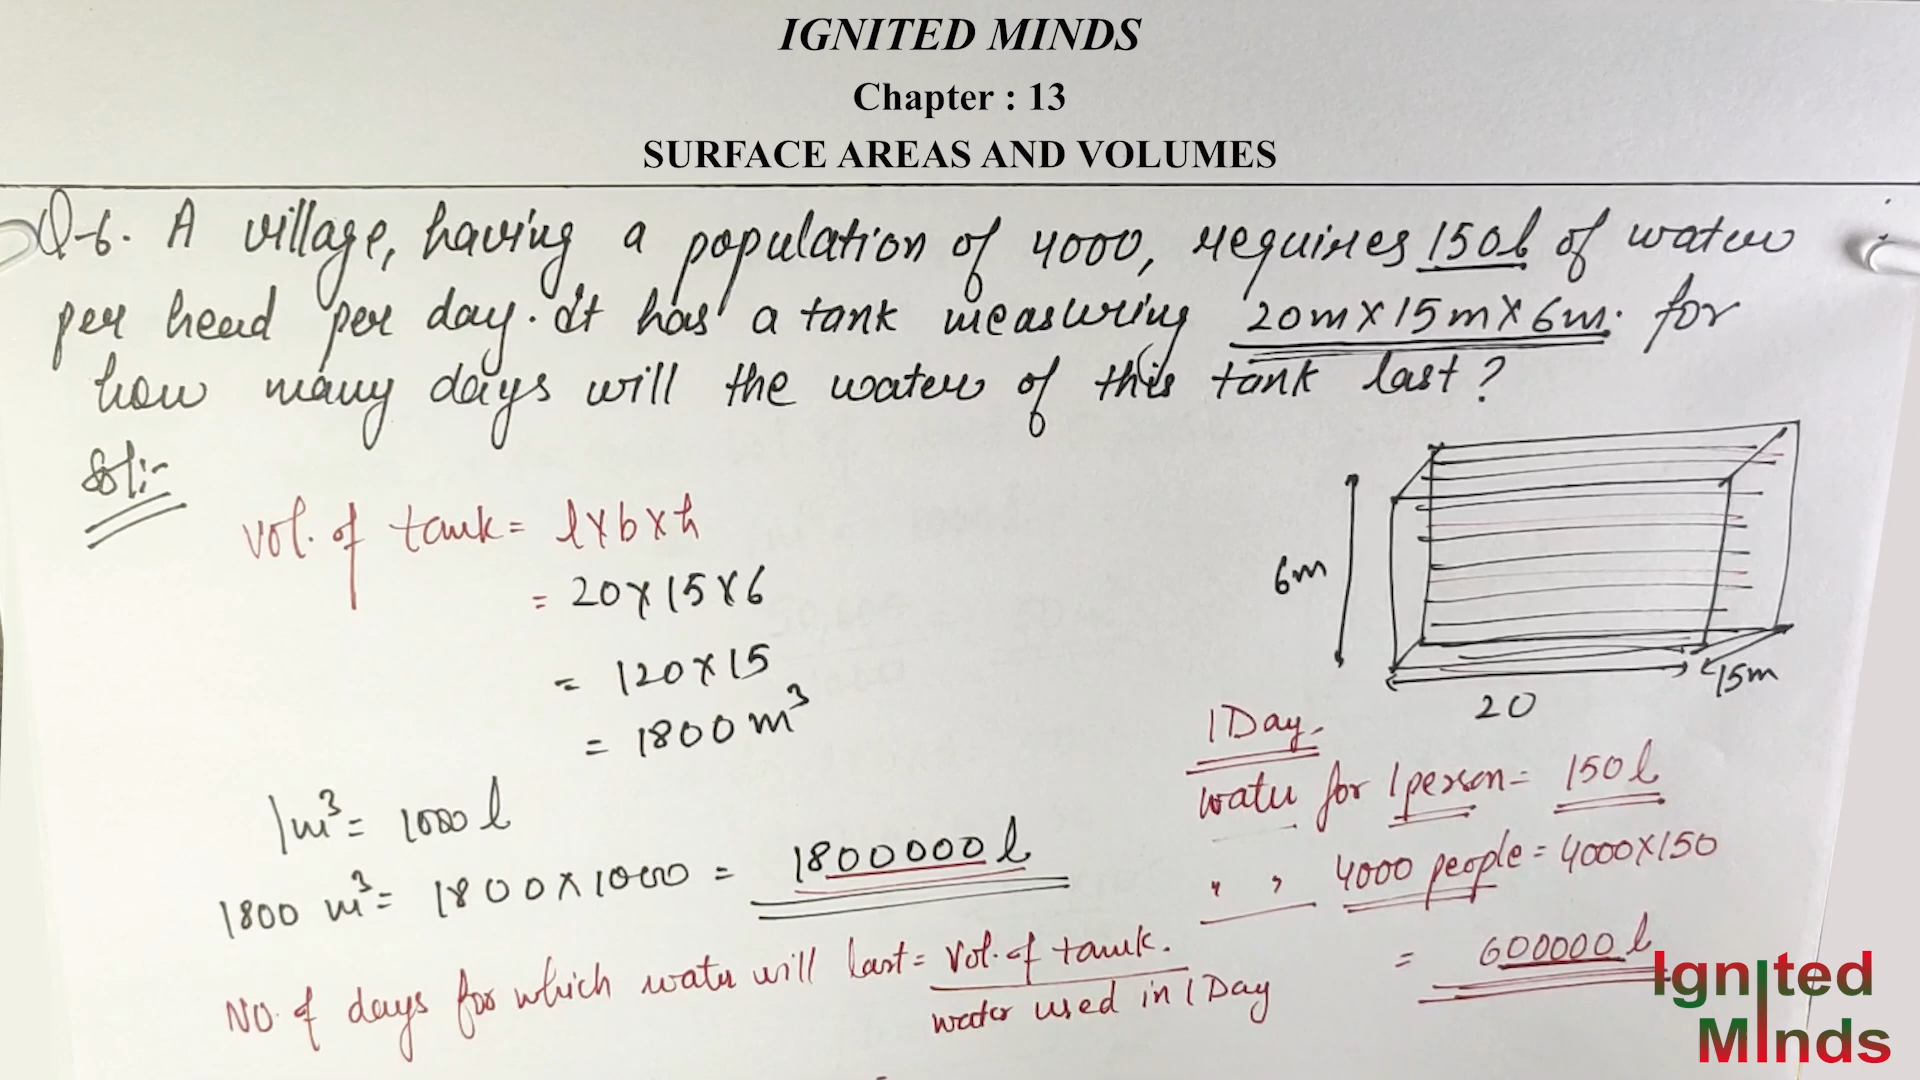 IGNITED MINDS
Chapter : 13
SURFACE AREAS AND VOLUMES
Q-6. A village, having a population of 4000, requires 150l of water
per head per day. It has a tank measuring 20m x 15m x 6m. for
how many days will the water of this tank last?
Sol:-
Vol. of tank = l x b x h
= 20 x 15 x 6
= 120 x 15
= 1800 m³
1m³ = 1000 l
1800 m³ = 1800 x 1000 = 1800000 l
6m
20
15m
1 Day.
water for 1 person = 150 l
" " 4000 people = 4000 x 150
= 600000 l
No. of days for which water will last = Vol. of tank.
water used in 1 Day
Ignited
Minds